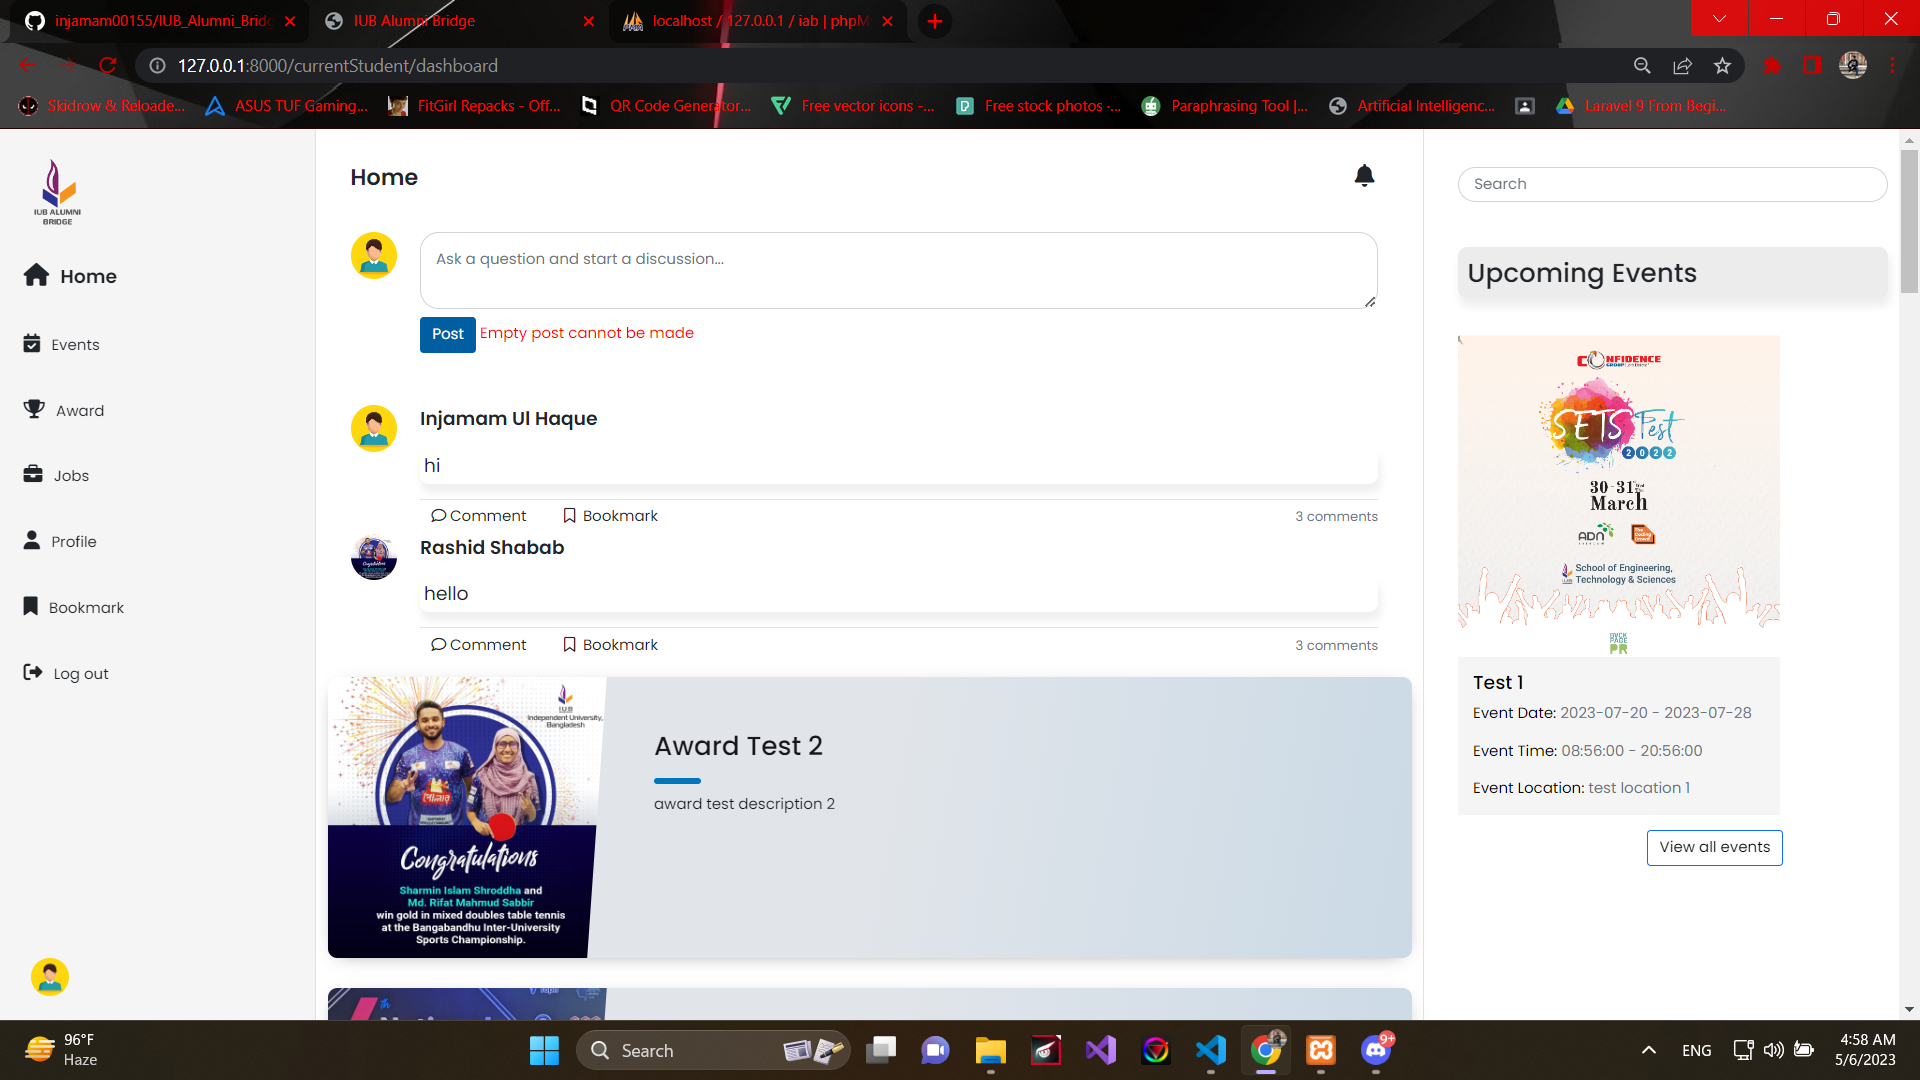 injamam00155/IUB_Alumni_Bridg
IUB Alumni Bridge
localhost / 127.0.0.1 / iab | phpM
127.0.0.1:8000/currentStudent/dashboard
Skidrow & Reloade...
ASUS TUF Gaming...
FitGirl Repacks - Off...
QR Code Generator...
Free vector icons -...
Free stock photos -...
Paraphrasing Tool |...
Artificial Intelligenc...
Laravel 9 From Begi...
IUB ALUMNI
BRIDGE
Home
Events
Award
Jobs
Profile
Bookmark
Log out
Home
Ask a question and start a discussion...
Post
Empty post cannot be made
Injamam Ul Haque
hi
Comment
Bookmark
3 comments
Rashid Shabab
hello
Comment
Bookmark
3 comments
IUB
Independent University,
Bangladesh
Congratulations
Sharmin Islam Shroddha and
Md. Rifat Mahmud Sabbir
win gold in mixed doubles table tennis
at the Bangabandhu Inter-University
Sports Championship.
Award Test 2
award test description 2
Search
Upcoming Events
CONFIDENCE
GROUP
SETS Fest
2022
30-31
March
ADN
School of Engineering,
Technology & Sciences
BACK
PAGE
PR
Test 1
Event Date: 2023-07-20 - 2023-07-28
Event Time: 08:56:00 - 20:56:00
Event Location: test location 1
View all events
96°F
Haze
Search
9+
ENG
4:58 AM
5/6/2023